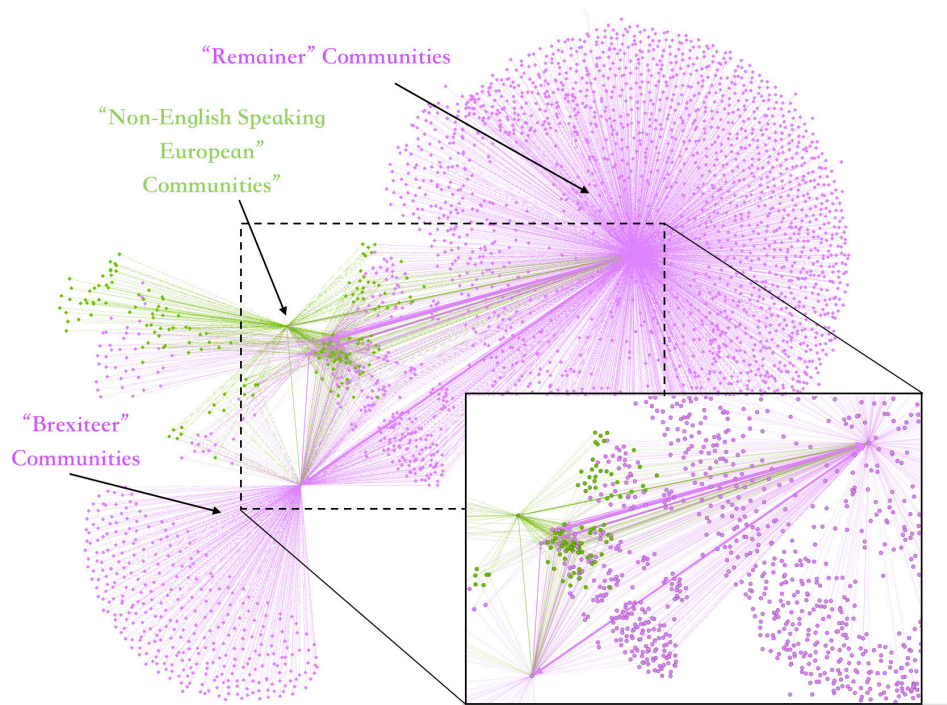 “Remainer” Communities
“Non-English Speaking
European”
Communities”
“Brexiteer”
Communities